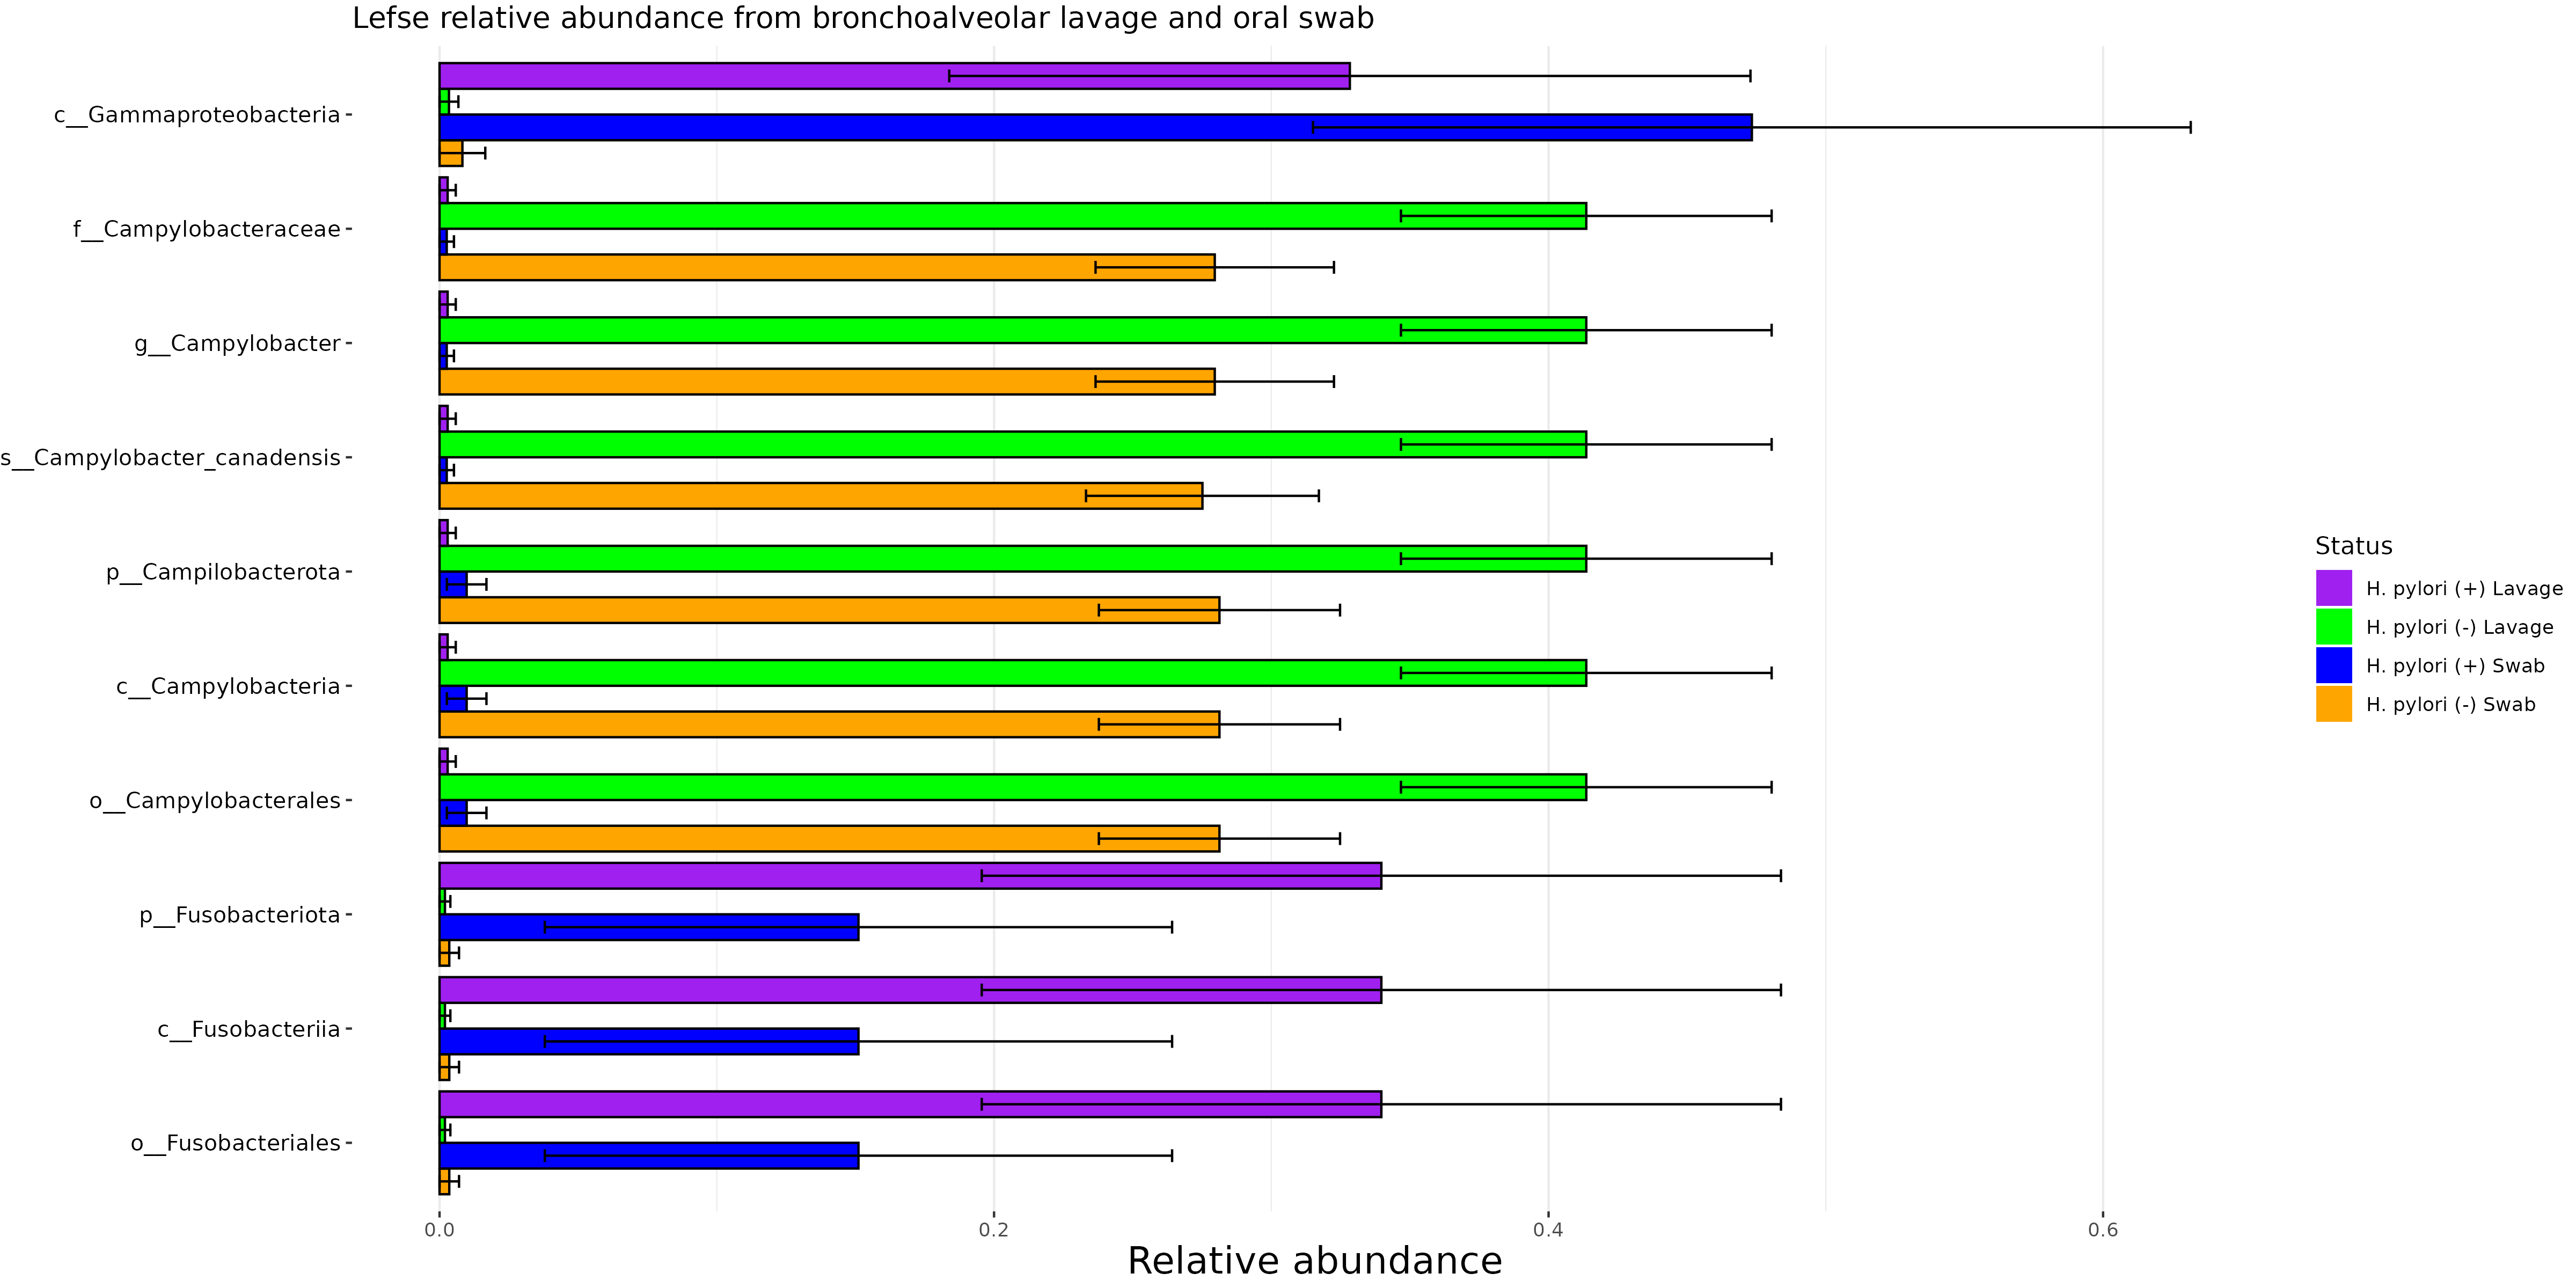 Lefse relative abundance from bronchoalveolar lavage and oral swab
c__Gammaproteobacteria
f__Campylobacteraceae
g__Campylobacter
s__Campylobacter_canadensis
p__Campilobacterota
c__Campylobacteria
o__Campylobacterales
p__Fusobacteriota
c__Fusobacteriia
o__Fusobacteriales
0.0 0.2 0.4 0.6
Relative abundance
Status
H. pylori (+) Lavage
H. pylori (-) Lavage
H. pylori (+) Swab
H. pylori (-) Swab